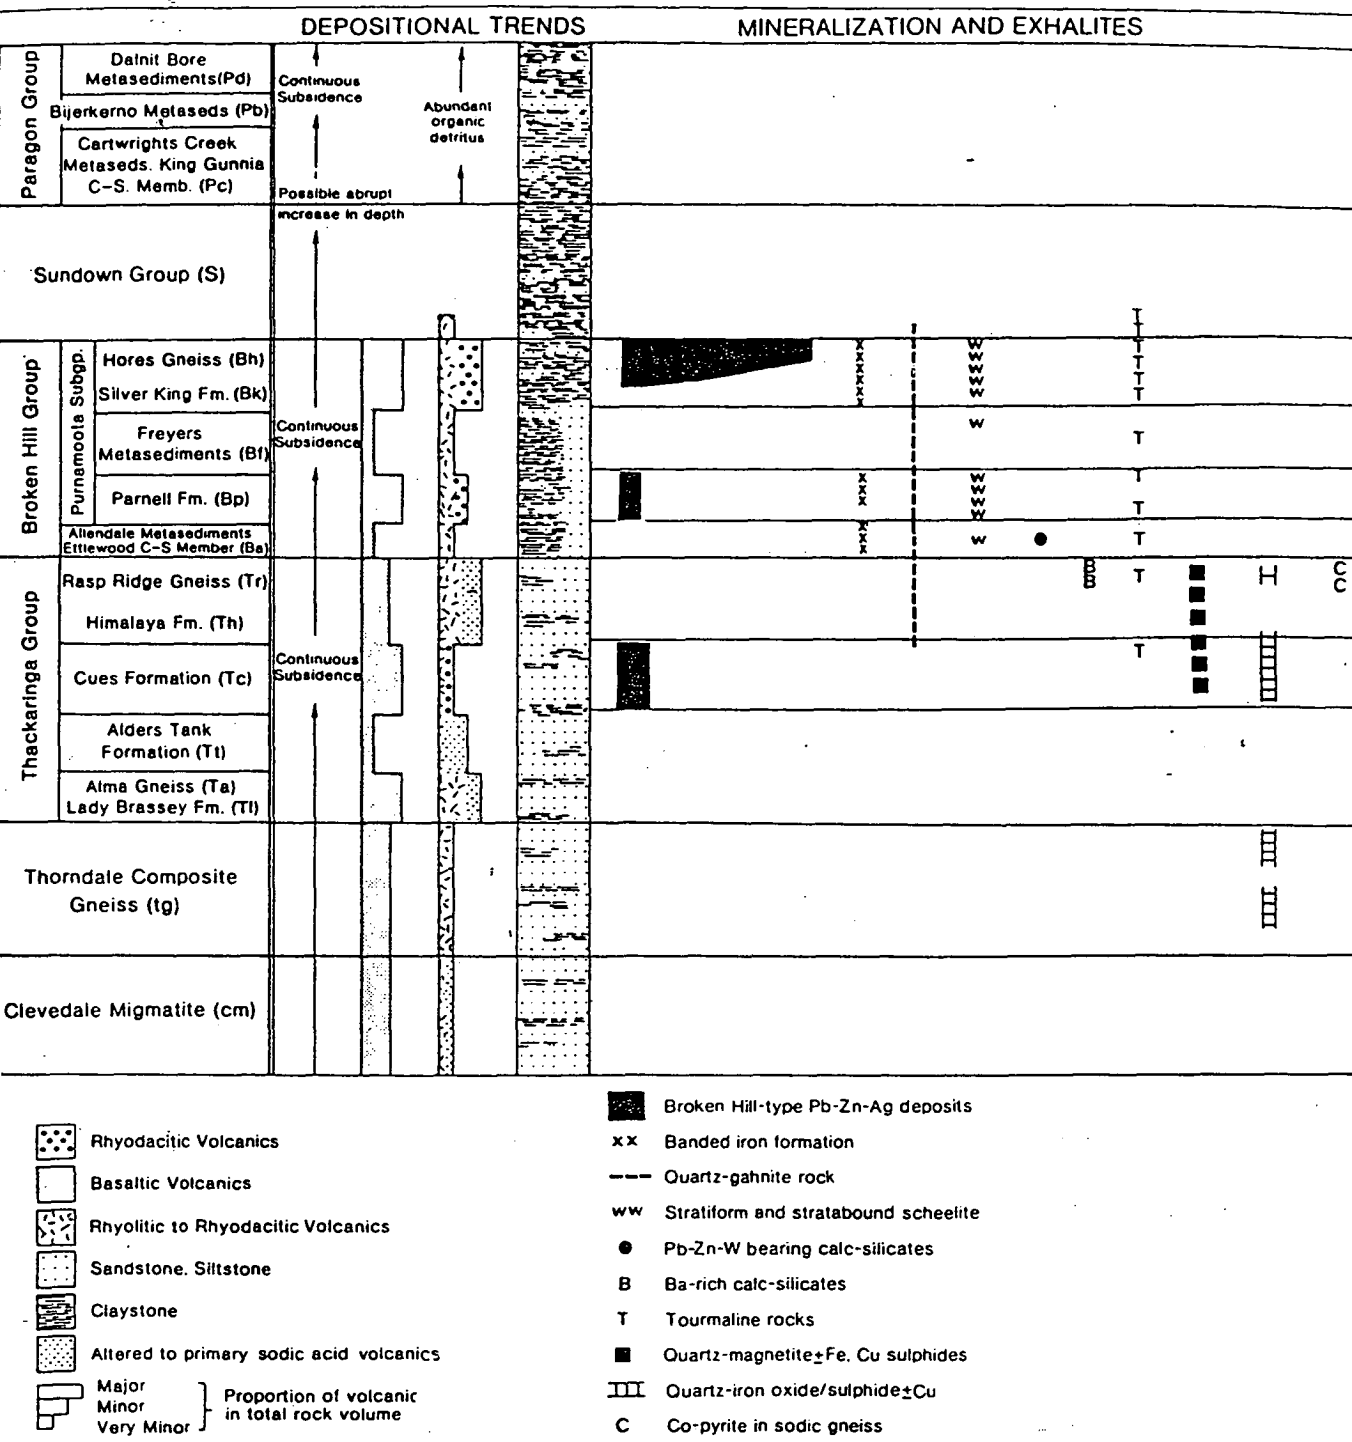 DEPOSITIONAL TRENDS
MINERALIZATION AND EXHALITES
Paragon Group
Dalnit Bore
Metasediments(Pd)
Bijerkerno Metaseds (Pb)
Cartwrights Creek
Metaseds. King Gunnia
C-S. Memb. (Pc)
Continuous
Subsidence
Abundant
organic
detritus
Possible abrupt
increase in depth
Sundown Group (S)
T
T
Broken Hill Group
Purnamoota Subgp.
Hores Gneiss (Bh)
Silver King Fm. (Bk)
Freyers
Metasediments (Bf)
Parnell Fm. (Bp)
Allendale Metasediments
Ettlewood C-S Member (Ba)
Continuous
Subsidence
x
x
x
x
x
x
w
w
w
w
w
T
T
T
T
w
T
x
x
x
w
w
w
w
T
T
x
x
x
w
T
Thackaringa Group
Rasp Ridge Gneiss (Tr)
Himalaya Fm. (Th)
Cues Formation (Tc)
Alders Tank
Formation (Tt)
Alma Gneiss (Ta)
Lady Brassey Fm. (Tl)
Continuous
Subsidence
B
B
T
C
C
T
Thorndale Composite
Gneiss (tg)
Clevedale Migmatite (cm)
Rhyodacitic Volcanics
Basaltic Volcanics
Rhyolitic to Rhyodacitic Volcanics
Sandstone. Siltstone
Claystone
Altered to primary sodic acid volcanics
Major
Minor
Very Minor
Proportion of volcanic
in total rock volume
Broken Hill-type Pb-Zn-Ag deposits
xx Banded iron formation
Quartz-gahnite rock
ww Stratiform and stratabound scheelite
Pb-Zn-W bearing calc-silicates
B Ba-rich calc-silicates
T Tourmaline rocks
Quartz-magnetite±Fe. Cu sulphides
Quartz-iron oxide/sulphide±Cu
C Co-pyrite in sodic gneiss